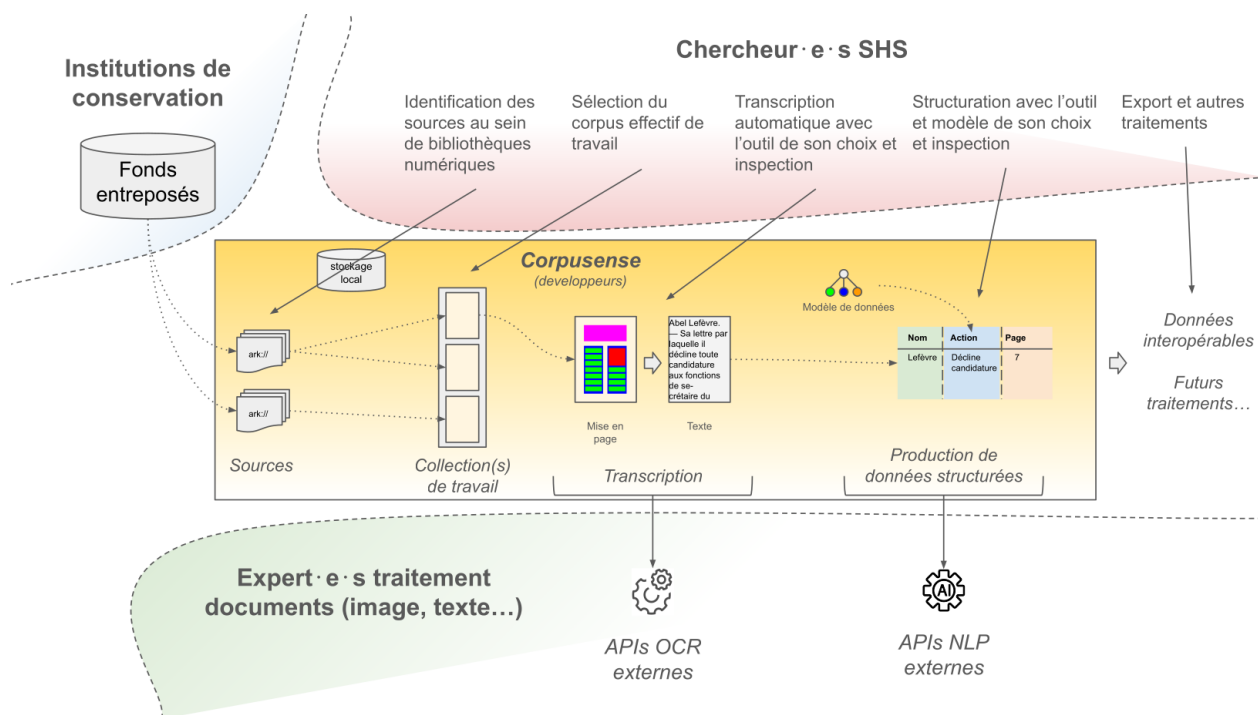 Institutions de
conservation
Fonds
entreposés
Chercheur·e·s SHS
Identification des
sources au sein
de bibliothèques
numériques
Sélection du
corpus effectif de
travail
Transcription
automatique avec
l'outil de son choix et
inspection
Structuration avec l'outil
et modèle de son choix
et inspection
Export et autres
traitements
stockage
local
Corpusense
(developpeurs)
ark://
ark://
Sources
Collection(s)
de travail
Mise en
page
Abel Lefèvre.
— Sa lettre par
laquelle il
décline toute
candidature
aux fonctions
de se-
crétaire du
Texte
Transcription
Modèle de données
Nom Action Page
Lefèvre Décline 7
candidature
Production de
données structurées
Données
interopérables
Futurs
traitements…
Expert·e·s traitement
documents (image, texte…)
APIs OCR
externes
AI
APIs NLP
externes